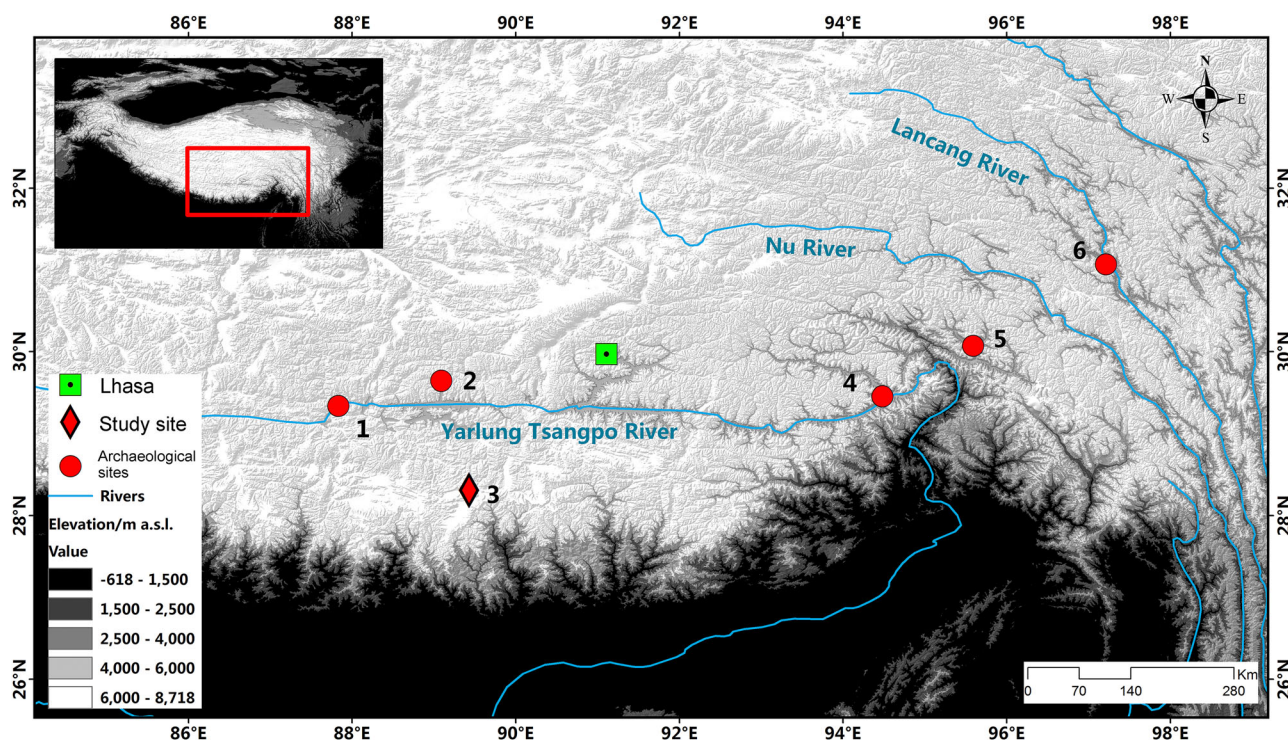 86°E 88°E 90°E 92°E 94°E 96°E 98°E
N
W E
S
32°N
30°N
28°N
26°N
32°N
30°N
28°N
26°N
Lancang River
Nu River
Yarlung Tsangpo River
1
2
3
4
5
6
Lhasa
Study site
Archaeological
sites
Rivers
Elevation/m a.s.l.
Value
-618 - 1,500
1,500 - 2,500
2,500 - 4,000
4,000 - 6,000
6,000 - 8,718
Km
0 70 140 280
86°E 88°E 90°E 92°E 94°E 96°E 98°E